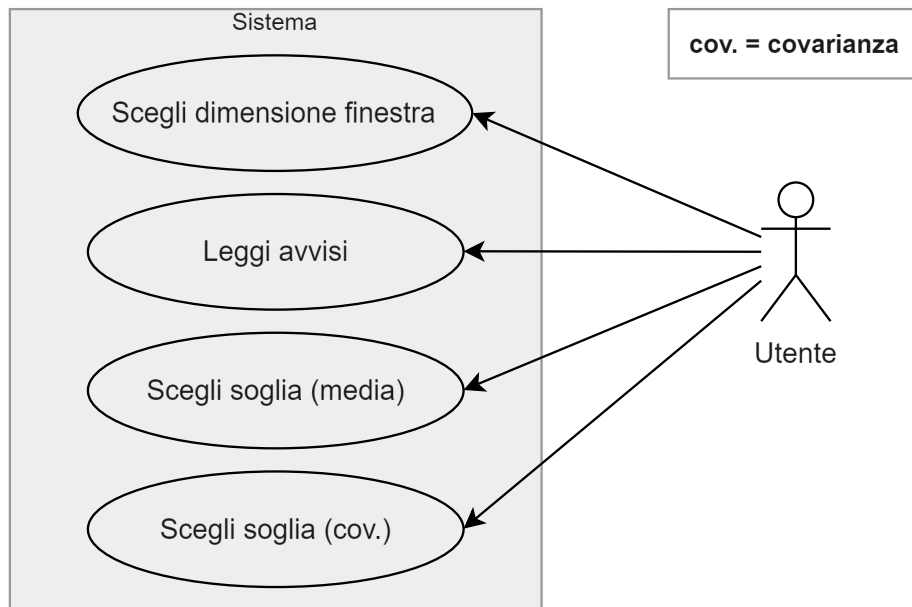 Sistema
cov. = covarianza
Scegli dimensione finestra
Leggi avvisi
Scegli soglia (media)
Utente
Scegli soglia (cov.)